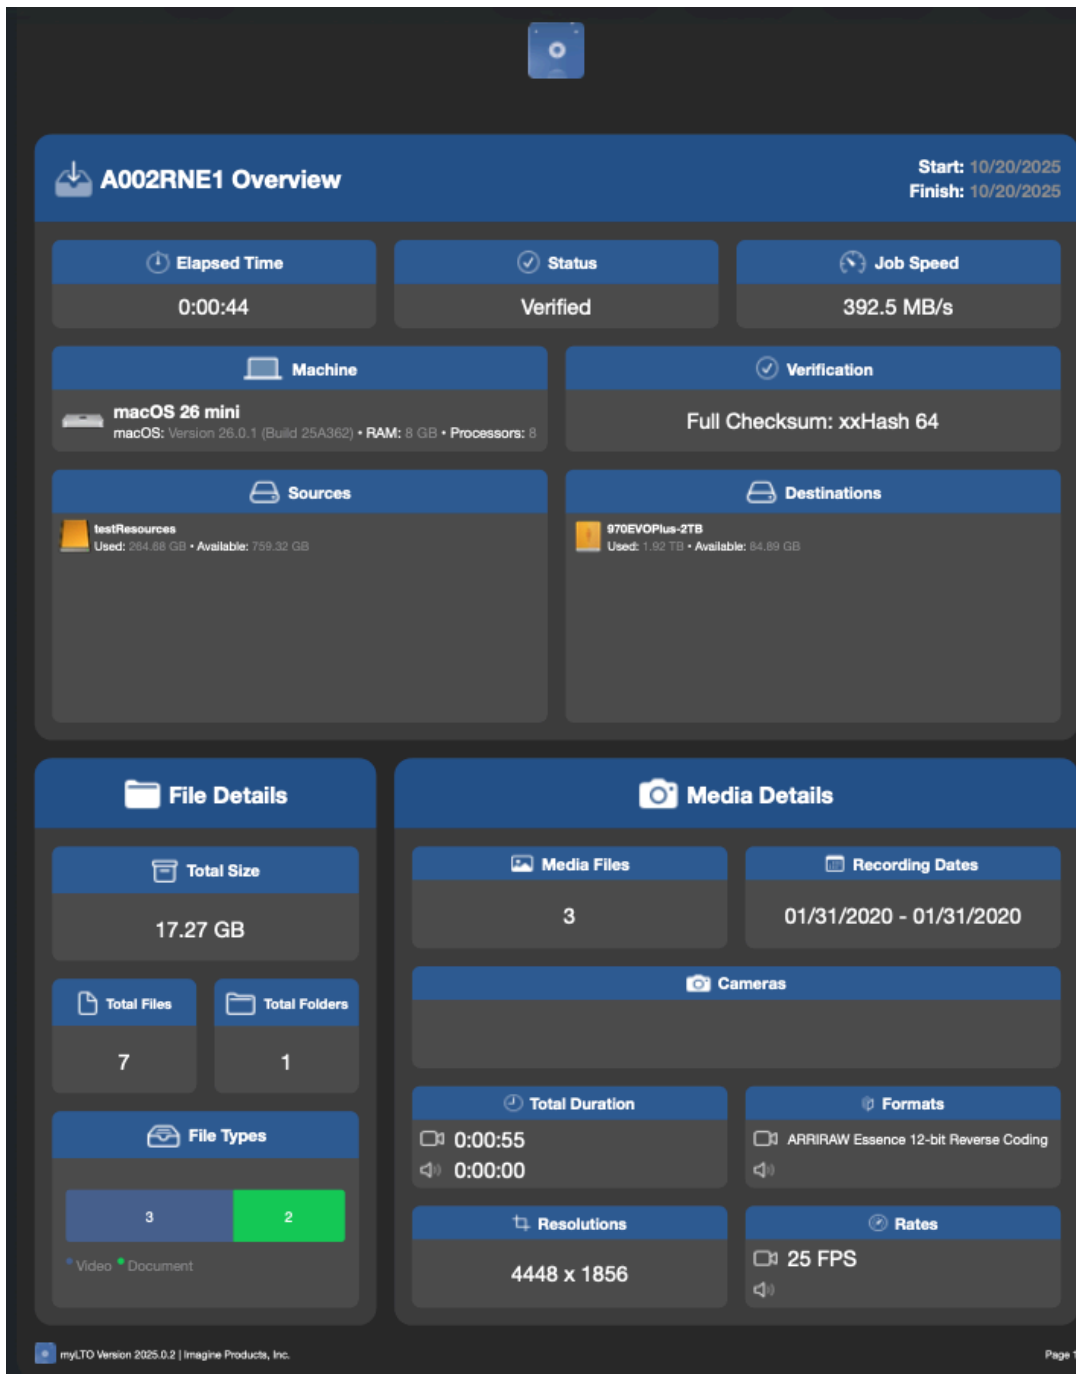 A002RNE1 Overview
Start: 10/20/2025
Finish: 10/20/2025
Elapsed Time
0:00:44
Status
Verified
Job Speed
392.5 MB/s
Machine
macOS 26 mini
macOS: Version 26.0.1 (Build 25A362) • RAM: 8 GB • Processors: 8
Verification
Full Checksum: xxHash 64
Sources
testResources
Used: 264.68 GB • Available: 759.32 GB
Destinations
970EVOPlus-2TB
Used: 1.92 TB • Available: 84.89 GB
File Details
Total Size
17.27 GB
Total Files
7
Total Folders
1
File Types
3 2
Video Document
Media Details
Media Files
3
Recording Dates
01/31/2020 - 01/31/2020
Cameras
Total Duration
0:00:55
0:00:00
Formats
ARRIRAW Essence 12-bit Reverse Coding
Resolutions
4448 x 1856
Rates
25 FPS
myLTO Version 2025.0.2 | Imagine Products, Inc.
Page 1